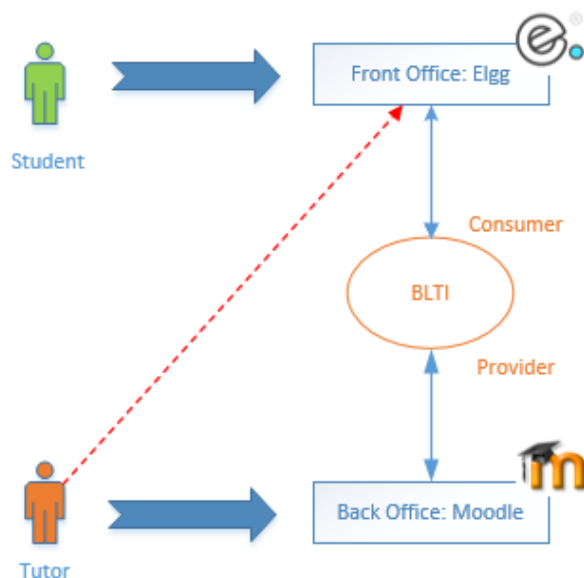 Front Office: Elgg
Student
Consumer
BLTI
Provider
Back Office: Moodle
Tutor